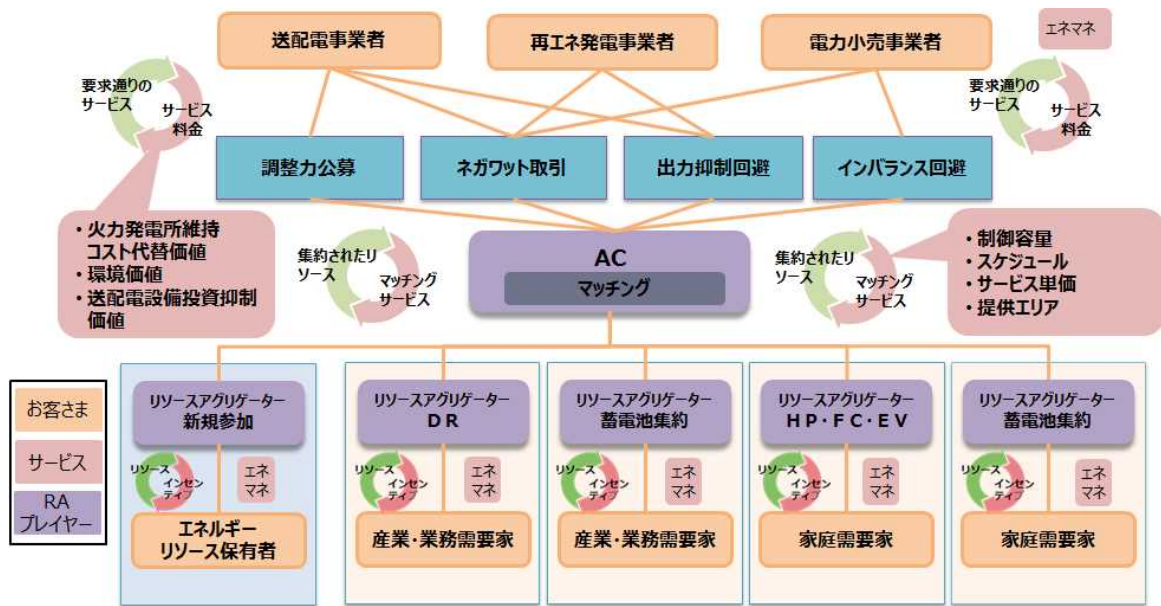 送配電事業者
再エネ発電事業者
電力小売事業者
エネマネ
要求通りの
サービス
サービス
料金
要求通りの
サービス
サービス
料金
調整力公募
ネガワット取引
出力抑制回避
インバランス回避
・火力発電所維持
コスト代替価値
・環境価値
・送配電設備投資抑制
価値
集約されたリ
ソース
マッチング
サービス
AC
マッチング
集約されたリ
ソース
マッチング
サービス
・制御容量
・スケジュール
・サービス単価
・提供エリア
お客さま
サービス
RA
プレイヤー
リソースアグリゲーター
新規参加
リソース
インセン
ティブ
エネ
マネ
エネルギー
リソース保有者
リソースアグリゲーター
DR
リソース
インセン
ティブ
エネ
マネ
産業・業務需要家
リソースアグリゲーター
蓄電池集約
リソース
インセン
ティブ
エネ
マネ
産業・業務需要家
リソースアグリゲーター
HP・FC・EV
リソース
インセン
ティブ
エネ
マネ
家庭需要家
リソースアグリゲーター
蓄電池集約
リソース
インセン
ティブ
エネ
マネ
家庭需要家